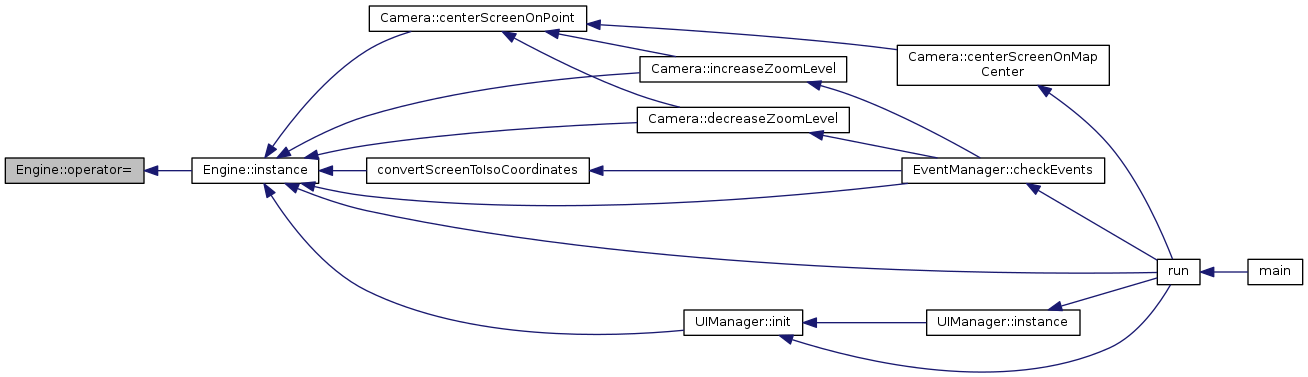 Camera::centerScreenOnPoint
Camera::centerScreenOnMap
Center
Camera::increaseZoomLevel
Camera::decreaseZoomLevel
Engine::operator=
Engine::instance
convertScreenToIsoCoordinates
EventManager::checkEvents
run
main
UIManager::init
UIManager::instance